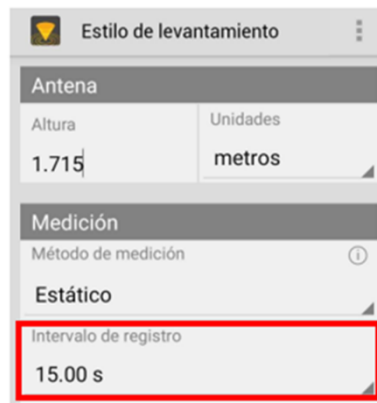 Estilo de levantamiento
Antena
Altura
Unidades
1.715
metros
Medición
Método de medición
Estático
Intervalo de registro
15.00 s